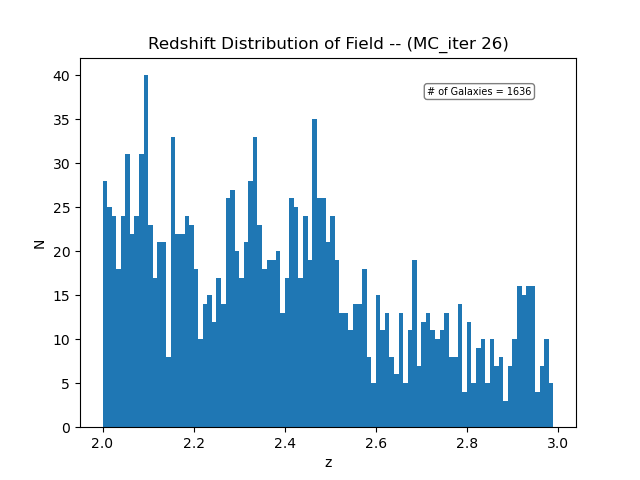 Redshift Distribution of Field -- (MC_iter 26)
# of Galaxies = 1636
40
35
30
25
20
15
10
5
0
N
2.0 2.2 2.4 2.6 2.8 3.0
z